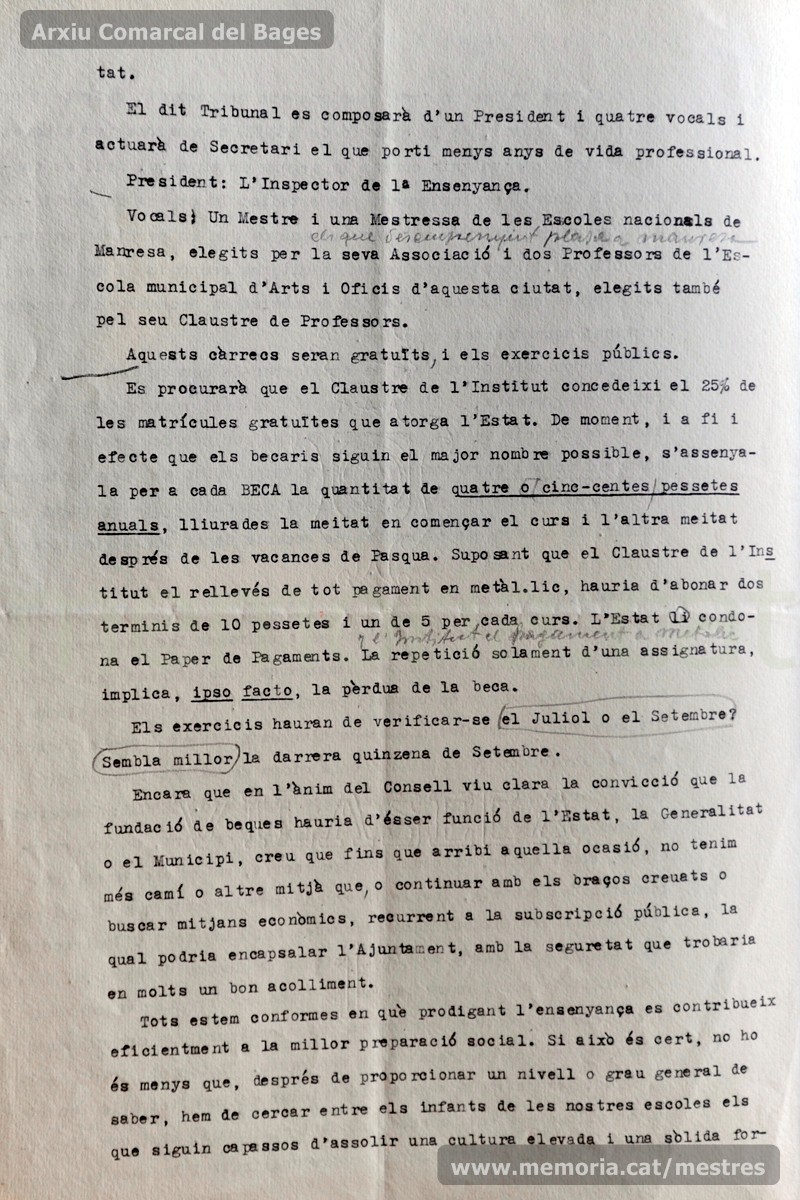 Arxiu Comarcal del Bages
tat.
El dit Tribunal es composarà d'un President i quatre vocals i
actuarà de Secretari el que porti menys anys de vida professional.
President: L'Inspector de 1ª Ensenyança.
Vocals; Un Mestre i una Mestressa de les Escoles nacionals de
els que desempenyin plaça a Manresa
Manresa, elegits per la seva Associació i dos Professors de l'Es-
cola municipal d'Arts i Oficis d'aquesta ciutat, elegits també
pel seu Claustre de Professors.
Aquests càrrecs seran gratuïts, i els exercicis públics.
Es procurarà que el Claustre de l'Institut concedeixi el 25% de
les matrícules gratuïtes que atorga l'Estat. De moment, i a fi i
efecte que els becaris siguin el major nombre possible, s'assenya-
la per a cada BECA la quantitat de quatre o cinc-centes pessetes
anuals, lliurades la meitat en començar el curs i l'altra meitat
després de les vacances de Pasqua. Suposant que el Claustre de l'Ins
titut el rellevés de tot pagament en metàl.lic, hauria d'abonar dos
terminis de 10 pessetes i un de 5 per cada curs. L'Estat li condo-
y el Institut el pagament a metalic
na el Paper de Pagaments. La repetició solament d'una assignatura,
implica, ipso facto, la pèrdua de la beca.
Els exercicis hauran de verificar-se el Juliol o el Setembre?
Sembla millor la darrera quinzena de Setembre.
Encara que en l'ànim del Consell viu clara la convicció que la
fundació de beques hauria d'ésser funció de l'Estat, la Generalitat
o el Municipi, creu que fins que arribi aquella ocasió, no tenim
més camí o altre mitjà que, o continuar amb els braços creuats o
buscar mitjans econòmics, recurrent a la subscripció pública, la
qual podria encapsalar l'Ajuntament, amb la seguretat que trobaria
en molts un bon acolliment.
Tots estem conformes en què prodigant l'ensenyança es contribueix
eficientment a la millor preparació social. Si això és cert, no ho
és menys que, després de proporcionar un nivell o grau general de
saber, hem de cercar entre els infants de les nostres escoles els
que siguin capassos d'assolir una cultura elevada i una sòlida for-
www.memoria.cat/mestres